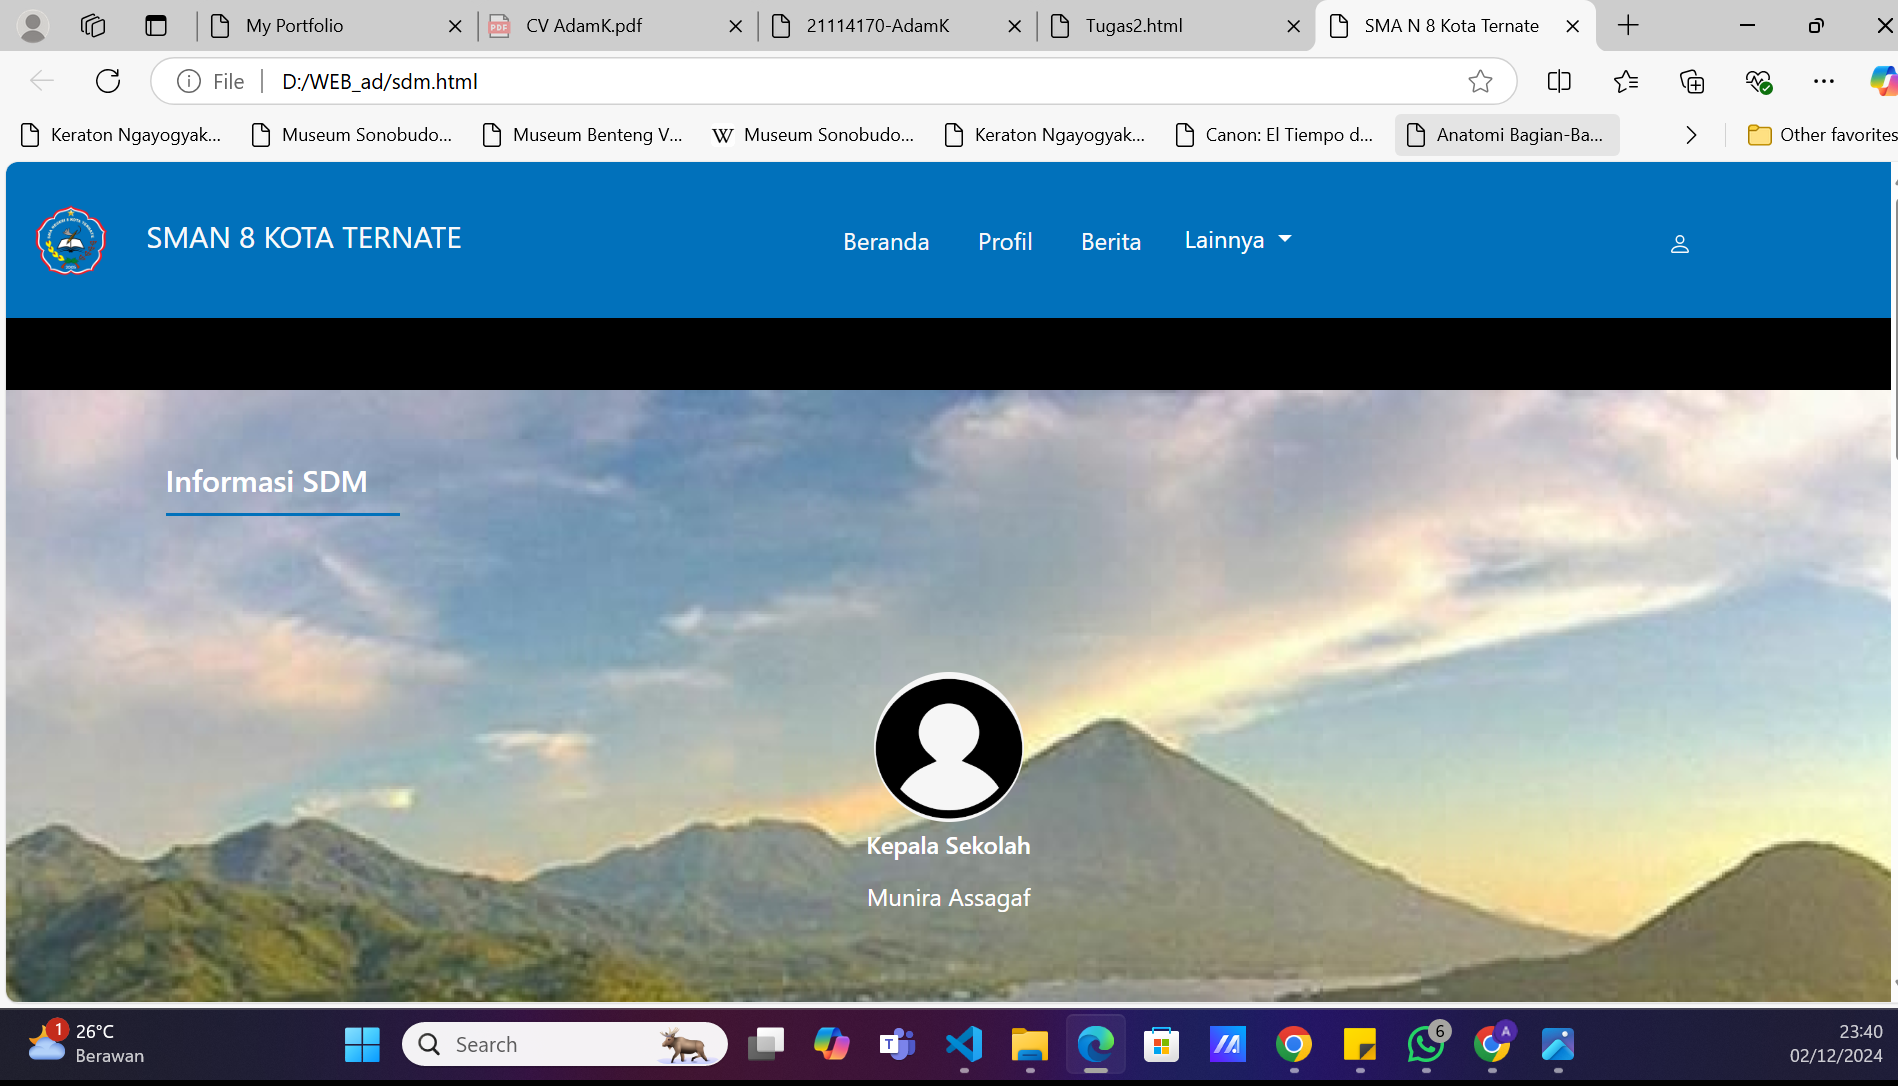 My Portfolio
CV AdamK.pdf
21114170-AdamK
Tugas2.html
SMA N 8 Kota Ternate
File
D:/WEB_ad/sdm.html
Keraton Ngayogyak...
Museum Sonobudo...
Museum Benteng V...
W Museum Sonobudo...
Keraton Ngayogyak...
Canon: El Tiempo d...
Anatomi Bagian-Ba...
Other favorites
SMAN 8 KOTA TERNATE
Beranda
Profil
Berita
Lainnya
Informasi SDM
Kepala Sekolah
Munira Assagaf
1
26°C
Berawan
Search
6
A
23:40
02/12/2024